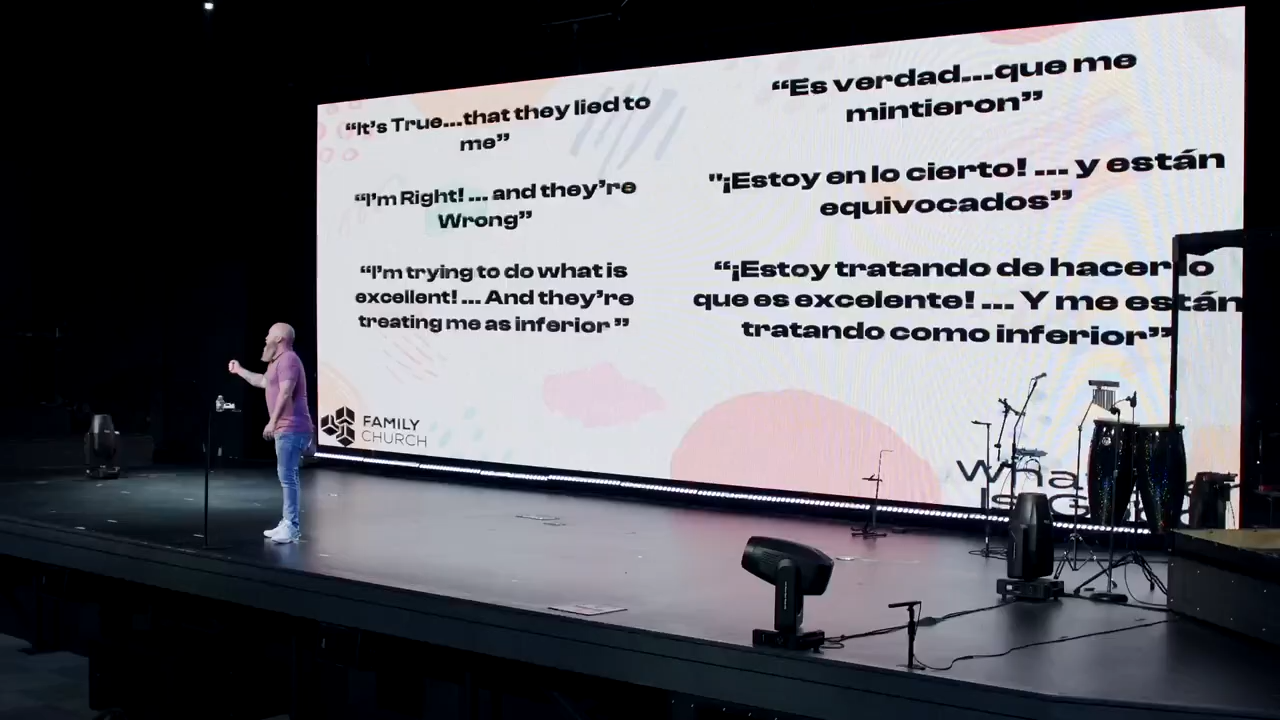 “It’s True...that they lied to
me”
“I’m Right! ... and they’re
Wrong”
“I’m trying to do what is
excellent! ... And they’re
treating me as inferior ”
“Es verdad...que me
mintieron”
"¡Estoy en lo cierto! ... y están
equivocados”
“¡Estoy tratando de hacer lo
que es excelente! ... Y me están
tratando como inferior”
FAMILY
CHURCH
Is